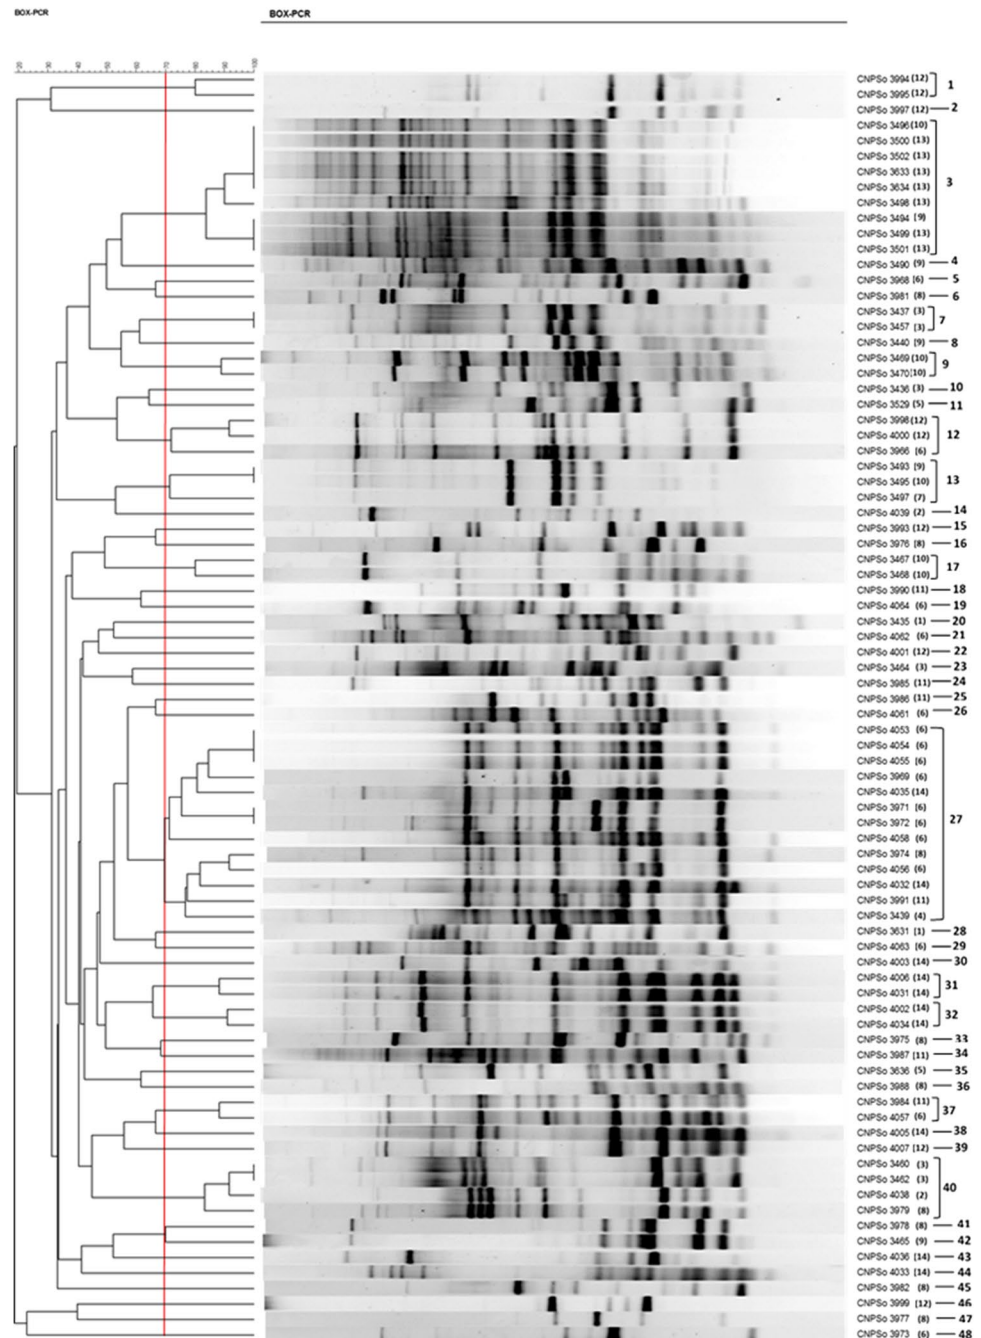 BOX-PCR BOX-PCR
20 30 40 50 60 70 80 90 100
CNPSo 3994 (12)
CNPSo 3995 (12) 1
CNPSo 3997 (12) 2
CNPSo 3496 (10)
CNPSo 3500 (13)
CNPSo 3502 (13)
CNPSo 3633 (13)
CNPSo 3634 (13) 3
CNPSo 3498 (13)
CNPSo 3494 (9)
CNPSo 3499 (13)
CNPSo 3501 (13)
CNPSo 3490 (9) 4
CNPSo 3968 (6) 5
CNPSo 3981 (8) 6
CNPSo 3437 (3) 7
CNPSo 3457 (3)
CNPSo 3440 (9) 8
CNPSo 3469 (10) 9
CNPSo 3470 (10)
CNPSo 3436 (3) 10
CNPSo 3529 (5) 11
CNPSo 3998 (12)
CNPSo 4000 (12) 12
CNPSo 3966 (6)
CNPSo 3493 (9)
CNPSo 3495 (10) 13
CNPSo 3497 (7)
CNPSo 4039 (2) 14
CNPSo 3993 (12) 15
CNPSo 3976 (8) 16
CNPSo 3467 (10) 17
CNPSo 3468 (10)
CNPSo 3990 (11) 18
CNPSo 4064 (6) 19
CNPSo 3435 (1) 20
CNPSo 4062 (6) 21
CNPSo 4001 (12) 22
CNPSo 3464 (3) 23
CNPSo 3985 (11) 24
CNPSo 3986 (11) 25
CNPSo 4061 (6) 26
CNPSo 4053 (6)
CNPSo 4054 (6)
CNPSo 4055 (6)
CNPSo 3969 (6)
CNPSo 4035 (14)
CNPSo 3971 (6)
CNPSo 3972 (6) 27
CNPSo 4058 (6)
CNPSo 3974 (8)
CNPSo 4056 (6)
CNPSo 4032 (14)
CNPSo 3991 (11)
CNPSo 3439 (4)
CNPSo 3631 (1) 28
CNPSo 4063 (6) 29
CNPSo 4003 (14) 30
CNPSo 4006 (14) 31
CNPSo 4031 (14)
CNPSo 4002 (14) 32
CNPSo 4034 (14)
CNPSo 3975 (8) 33
CNPSo 3987 (11) 34
CNPSo 3636 (5) 35
CNPSo 3988 (8) 36
CNPSo 3984 (11) 37
CNPSo 4057 (6)
CNPSo 4005 (14) 38
CNPSo 4007 (12) 39
CNPSo 3460 (3)
CNPSo 3462 (3) 40
CNPSo 4038 (2)
CNPSo 3979 (8)
CNPSo 3978 (8) 41
CNPSo 3465 (9) 42
CNPSo 4036 (14) 43
CNPSo 4033 (14) 44
CNPSo 3982 (8) 45
CNPSo 3999 (12) 46
CNPSo 3977 (8) 47
CNPSo 3973 (6) 48